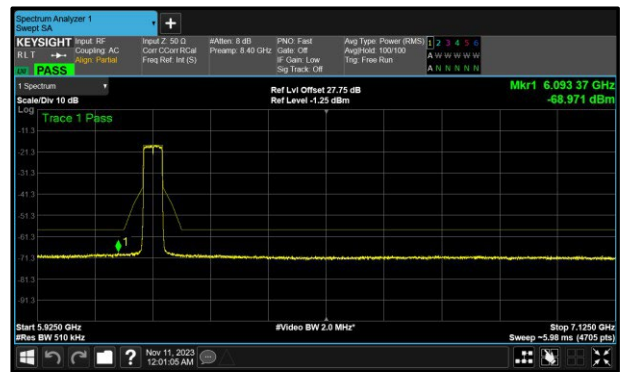 Spectrum Analyzer 1
Swept SA
KEYSIGHT
RLT
PASS
Input: RF
Coupling: AC
Align: Partial
Input Z: 50 Ω
Corr CCorr RCal
Freq Ref: Int (S)
#Atten: 8 dB
Preamp: 8.40 GHz
PNO: Fast
Gate: Off
IF Gain: Low
Sig Track: Off
Avg Type: Power (RMS)
Avg|Hold: 100/100
Trig: Free Run
1 2 3 4 5 6
A W W W W W
A N N N N N
1 Spectrum
Scale/Div 10 dB
Ref Lvl Offset 27.75 dB
Ref Level -1.25 dBm
Mkr1 6.093 37 GHz
-68.971 dBm
Log
Trace 1 Pass
-11.3
-21.3
-31.3
-41.3
-51.3
-61.3
1
-71.3
-81.3
-91.3
Start 5.9250 GHz
#Res BW 510 kHz
#Video BW 2.0 MHz*
Stop 7.1250 GHz
Sweep ~5.98 ms (4705 pts)
?
Nov 11, 2023
12:01:05 AM